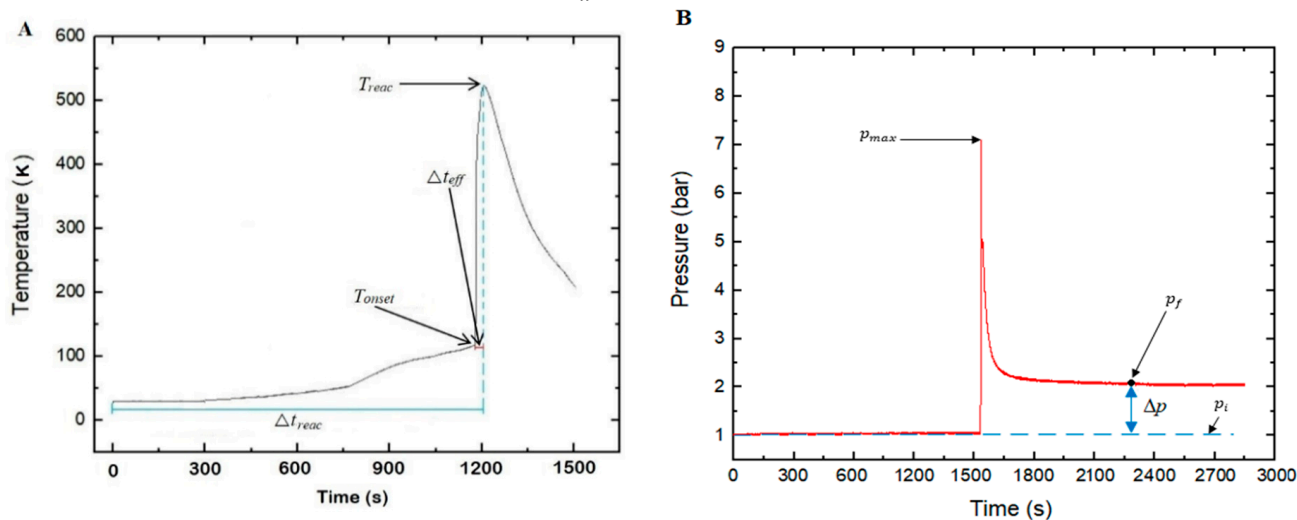 A
600
500
400
300
200
100
0
Temperature (K)
T_reac
△t_eff
T_onset
△t_reac
0 300 600 900 1200 1500
Time (s)
B
9
8
7
6
5
4
3
2
1
Pressure (bar)
p_max
p_f
Δp
p_i
0 300 600 900 1200 1500 1800 2100 2400 2700 3000
Time (s)